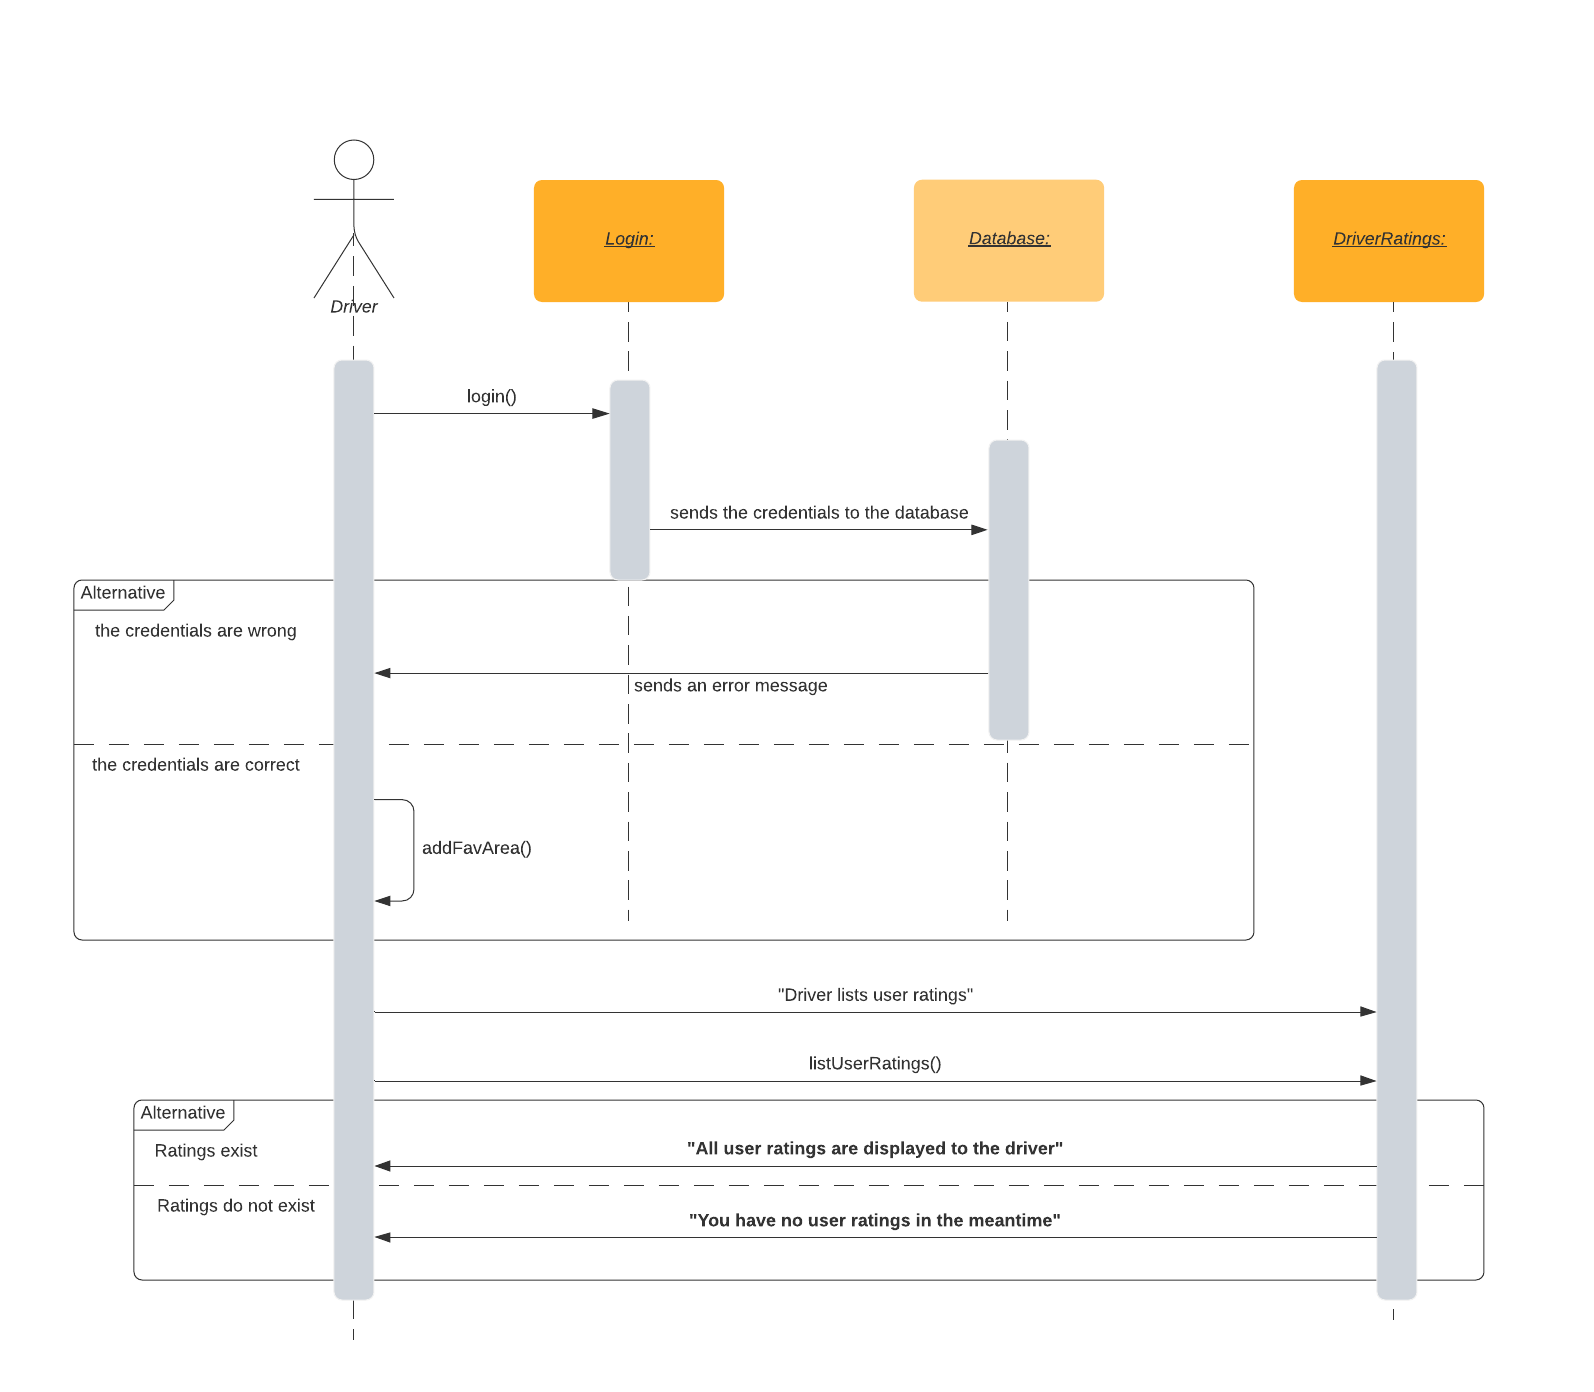 Login:
Database:
DriverRatings:
Driver
login()
sends the credentials to the database
Alternative
the credentials are wrong
sends an error message
the credentials are correct
addFavArea()
"Driver lists user ratings"
listUserRatings()
Alternative
Ratings exist
"All user ratings are displayed to the driver"
Ratings do not exist
"You have no user ratings in the meantime"